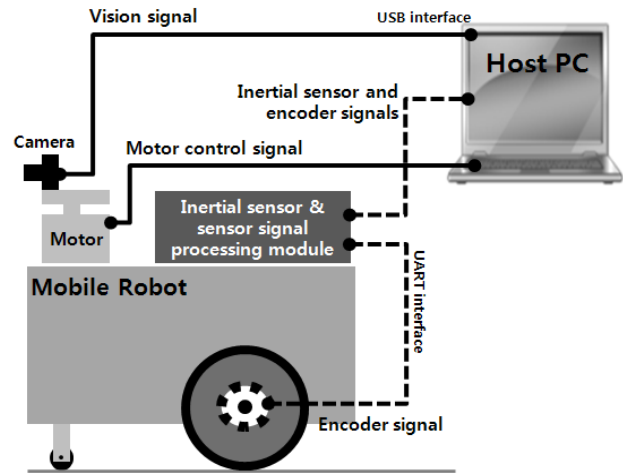 Vision signal
USB interface
Host PC
Inertial sensor and
encoder signals
Camera
Motor control signal
Inertial sensor &
sensor signal
processing module
Motor
UART interface
Mobile Robot
Encoder signal